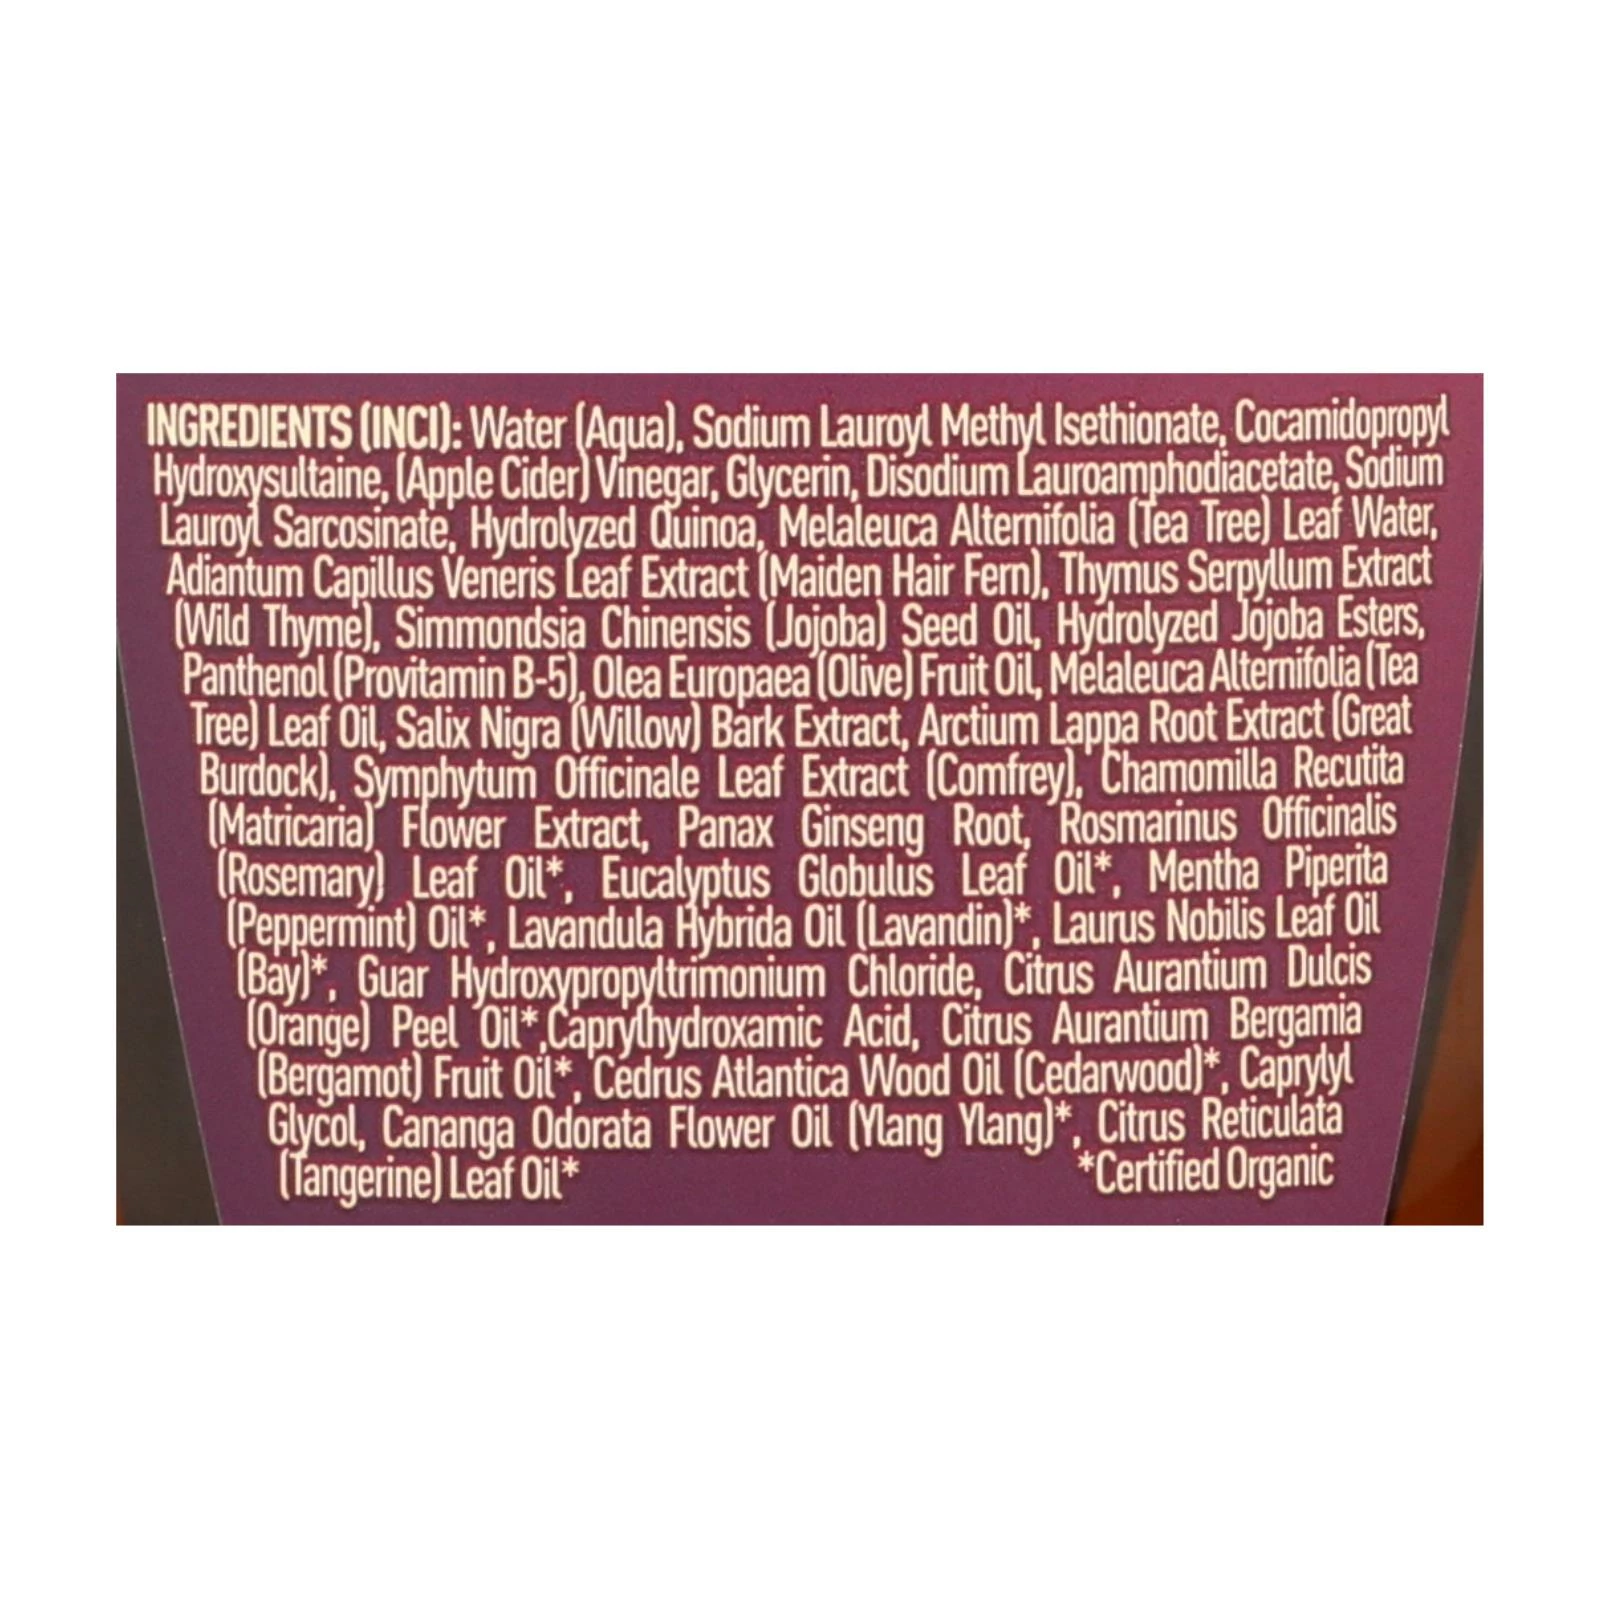 INGREDIENTS (INCI): Water (Aqua), Sodium Lauroyl Methyl Isethionate, Cocamidopropyl
Hydroxysultaine, (Apple Cider) Vinegar, Glycerin, Disodium Lauroamphodiacetate, Sodium
Lauroyl Sarcosinate, Hydrolyzed Quinoa, Melaleuca Alternifolia (Tea Tree) Leaf Water,
Adiantum Capillus Veneris Leaf Extract (Maiden Hair Fern), Thymus Serpyllum Extract
(Wild Thyme), Simmondsia Chinensis (Jojoba) Seed Oil, Hydrolyzed Jojoba Esters,
Panthenol (Provitamin B-5), Olea Europaea (Olive) Fruit Oil, Melaleuca Alternifolia (Tea
Tree) Leaf Oil, Salix Nigra (Willow) Bark Extract, Arctium Lappa Root Extract (Great
Burdock), Symphytum Officinale Leaf Extract (Comfrey), Chamomilla Recutita
(Matricaria) Flower Extract, Panax Ginseng Root, Rosmarinus Officinalis
(Rosemary) Leaf Oil*, Eucalyptus Globulus Leaf Oil*, Mentha Piperita
(Peppermint) Oil*, Lavandula Hybrida Oil (Lavandin)*, Laurus Nobilis Leaf Oil
(Bay)*, Guar Hydroxypropyltrimonium Chloride, Citrus Aurantium Dulcis
(Orange) Peel Oil*,Caprylhydroxamic Acid, Citrus Aurantium Bergamia
(Bergamot) Fruit Oil*, Cedrus Atlantica Wood Oil (Cedarwood)*, Caprylyl
Glycol, Cananga Odorata Flower Oil (Ylang Ylang)*, Citrus Reticulata
(Tangerine) Leaf Oil* *Certified Organic